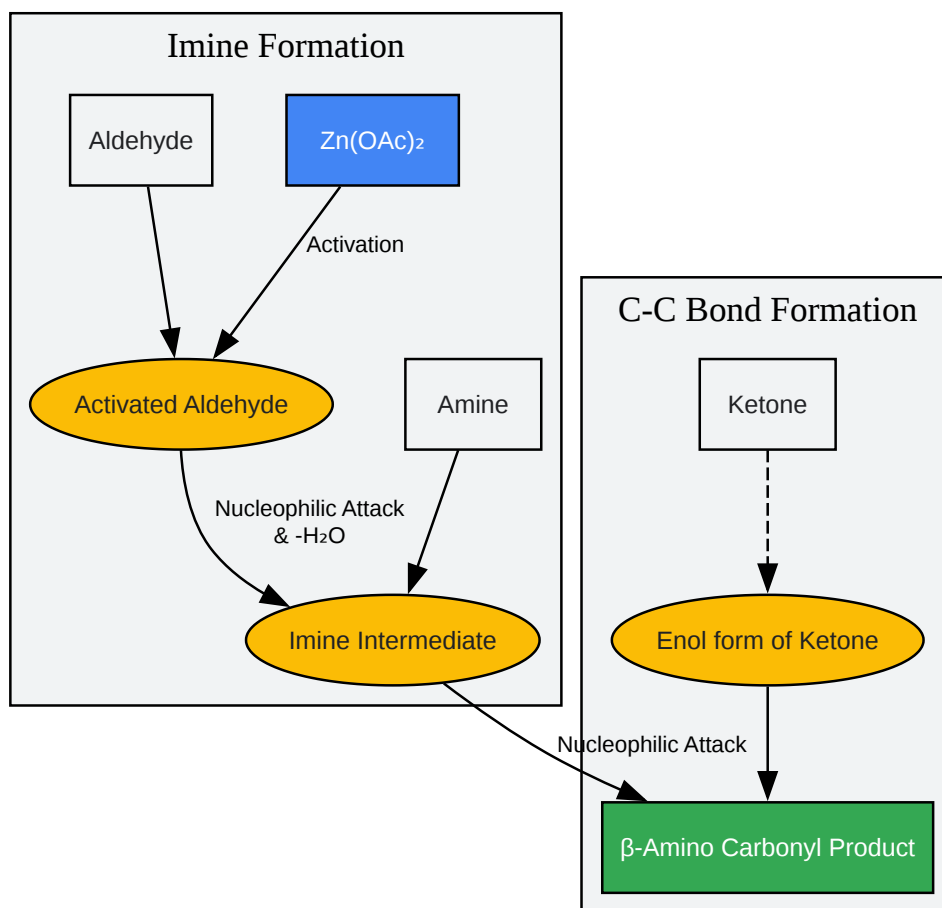 Imine Formation
Aldehyde
Zn(OAc)₂
Activation
C-C Bond Formation
Activated Aldehyde
Amine
Ketone
Nucleophilic Attack
& -H₂O
Imine Intermediate
Enol form of Ketone
Nucleophilic Attack
β-Amino Carbonyl Product